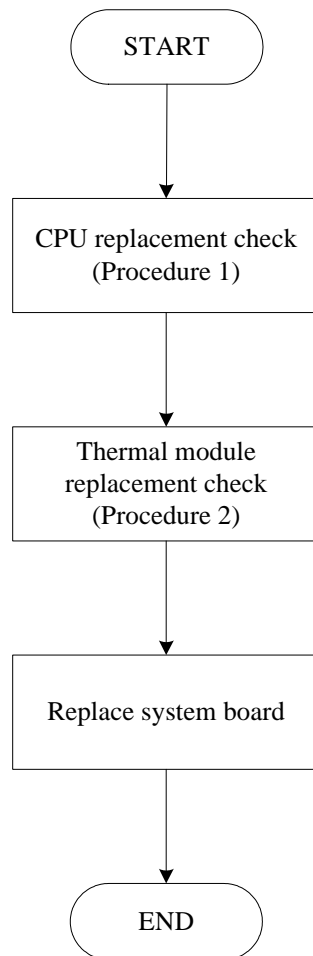 START
CPU replacement check
(Procedure 1)
Thermal module
replacement check
(Procedure 2)
Replace system board
END